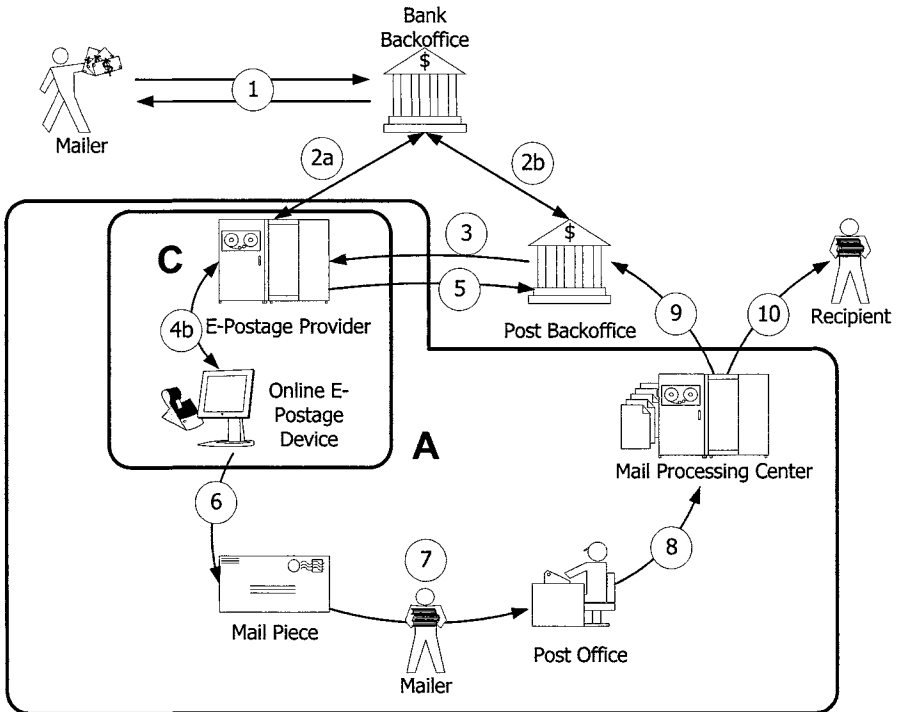 Bank
Backoffice
$
1
Mailer
2a
2b
C
3
$
5
4b
E-Postage Provider
Post Backoffice
9
10
Recipient
Online E-
Postage
Device
A
Mail Processing Center
6
7
8
Mail Piece
Mailer
Post Office